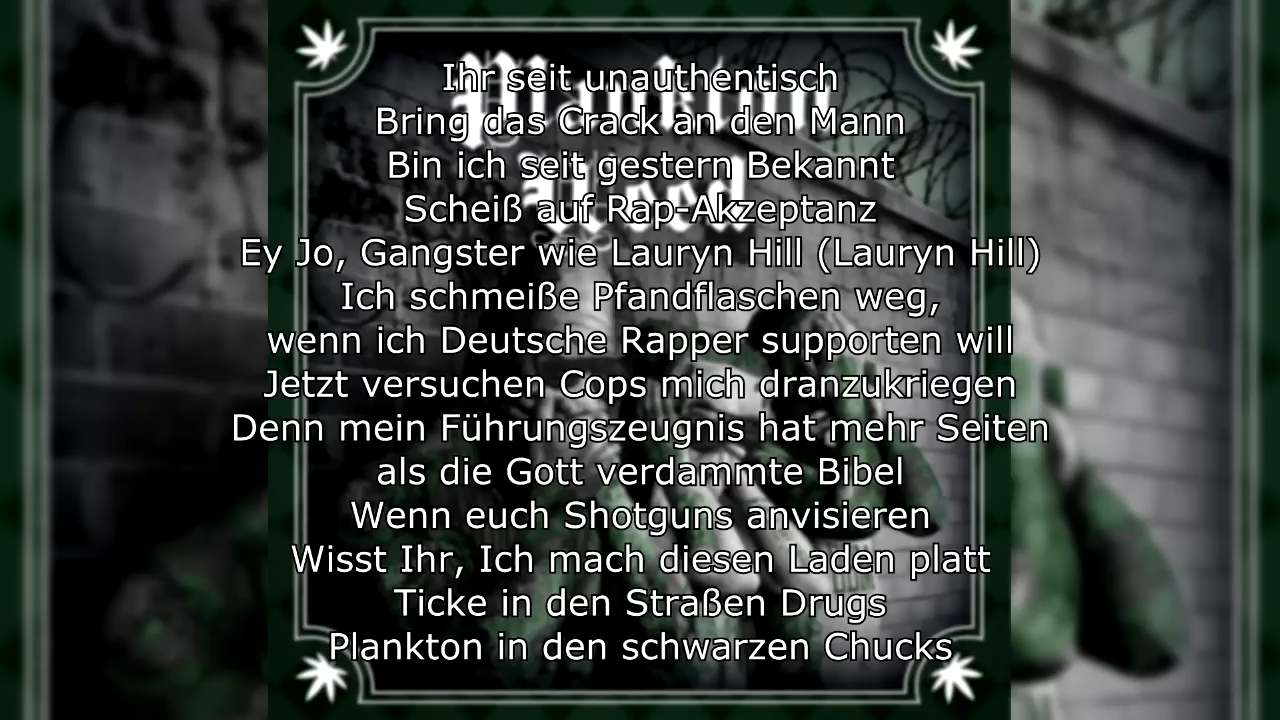 Plankton
Weed
Ihr seit unauthentisch
Bring das Crack an den Mann
Bin ich seit gestern Bekannt
Scheiß auf Rap-Akzeptanz
Ey Jo, Gangster wie Lauryn Hill (Lauryn Hill)
Ich schmeiße Pfandflaschen weg,
wenn ich Deutsche Rapper supporten will
Jetzt versuchen Cops mich dranzukriegen
Denn mein Führungszeugnis hat mehr Seiten
als die Gott verdammte Bibel
Wenn euch Shotguns anvisieren
Wisst Ihr, Ich mach diesen Laden platt
Ticke in den Straßen Drugs
Plankton in den schwarzen Chucks